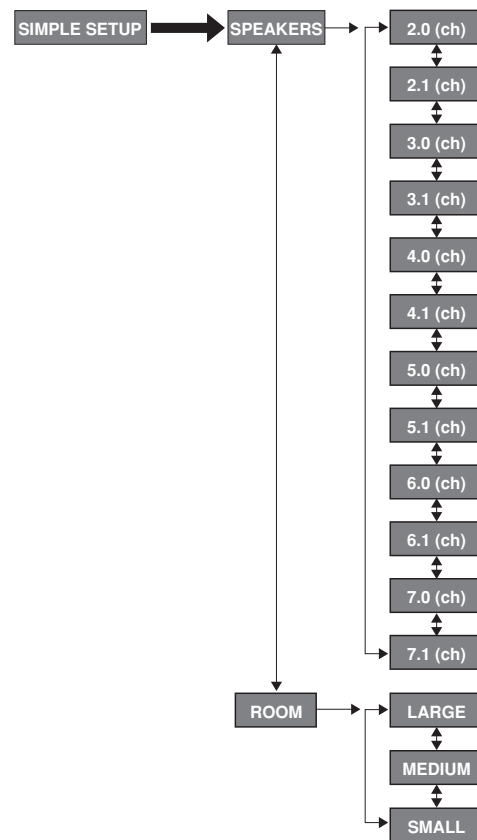 SIMPLE SETUP
SPEAKERS
2.0 (ch)
2.1 (ch)
3.0 (ch)
3.1 (ch)
4.0 (ch)
4.1 (ch)
5.0 (ch)
5.1 (ch)
6.0 (ch)
6.1 (ch)
7.0 (ch)
7.1 (ch)
ROOM
LARGE
MEDIUM
SMALL